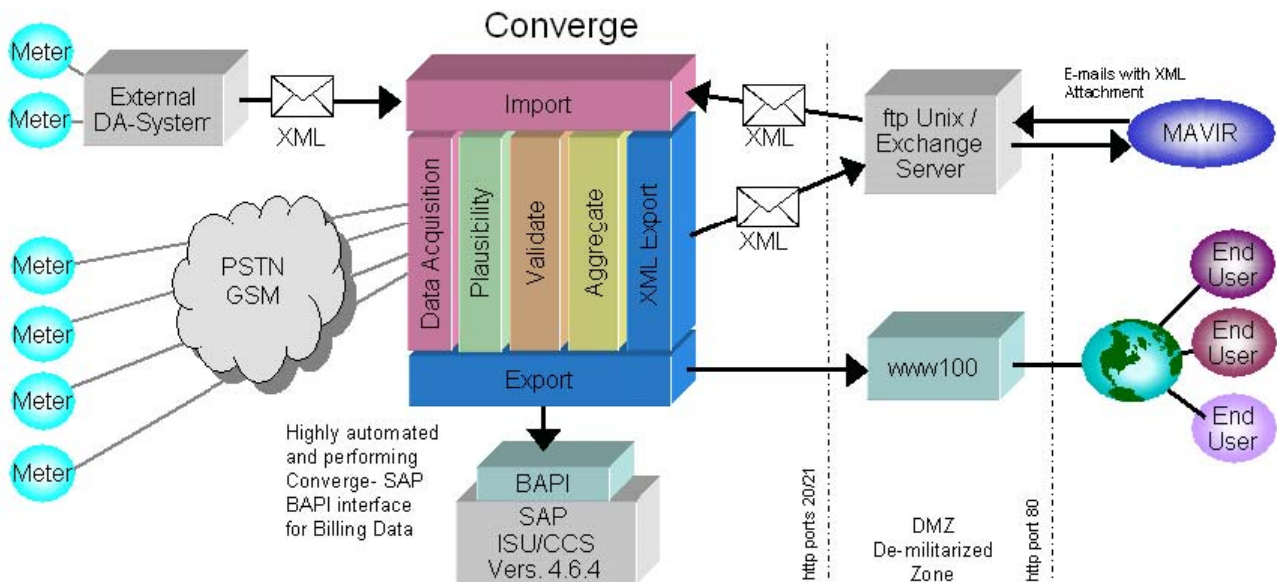 Converge
Meter
Meter
External
DA-System
XML
Import
XML
ftp Unix /
Exchange
Server
E-mails with XML
Attachment
MAVIR
Data Acquisition
Plausibility
Validate
Aggregate
XML Export
XML
Meter
Meter
Meter
Meter
PSTN
GSM
Export
www100
End
User
End
User
End
User
Highly automated
and performing
Converge- SAP
BAPI interface
for Billing Data
BAPI
SAP
ISU/CCS
Vers. 4.6.4
http ports 20/21
DMZ
De-militarized
Zone
http port 80